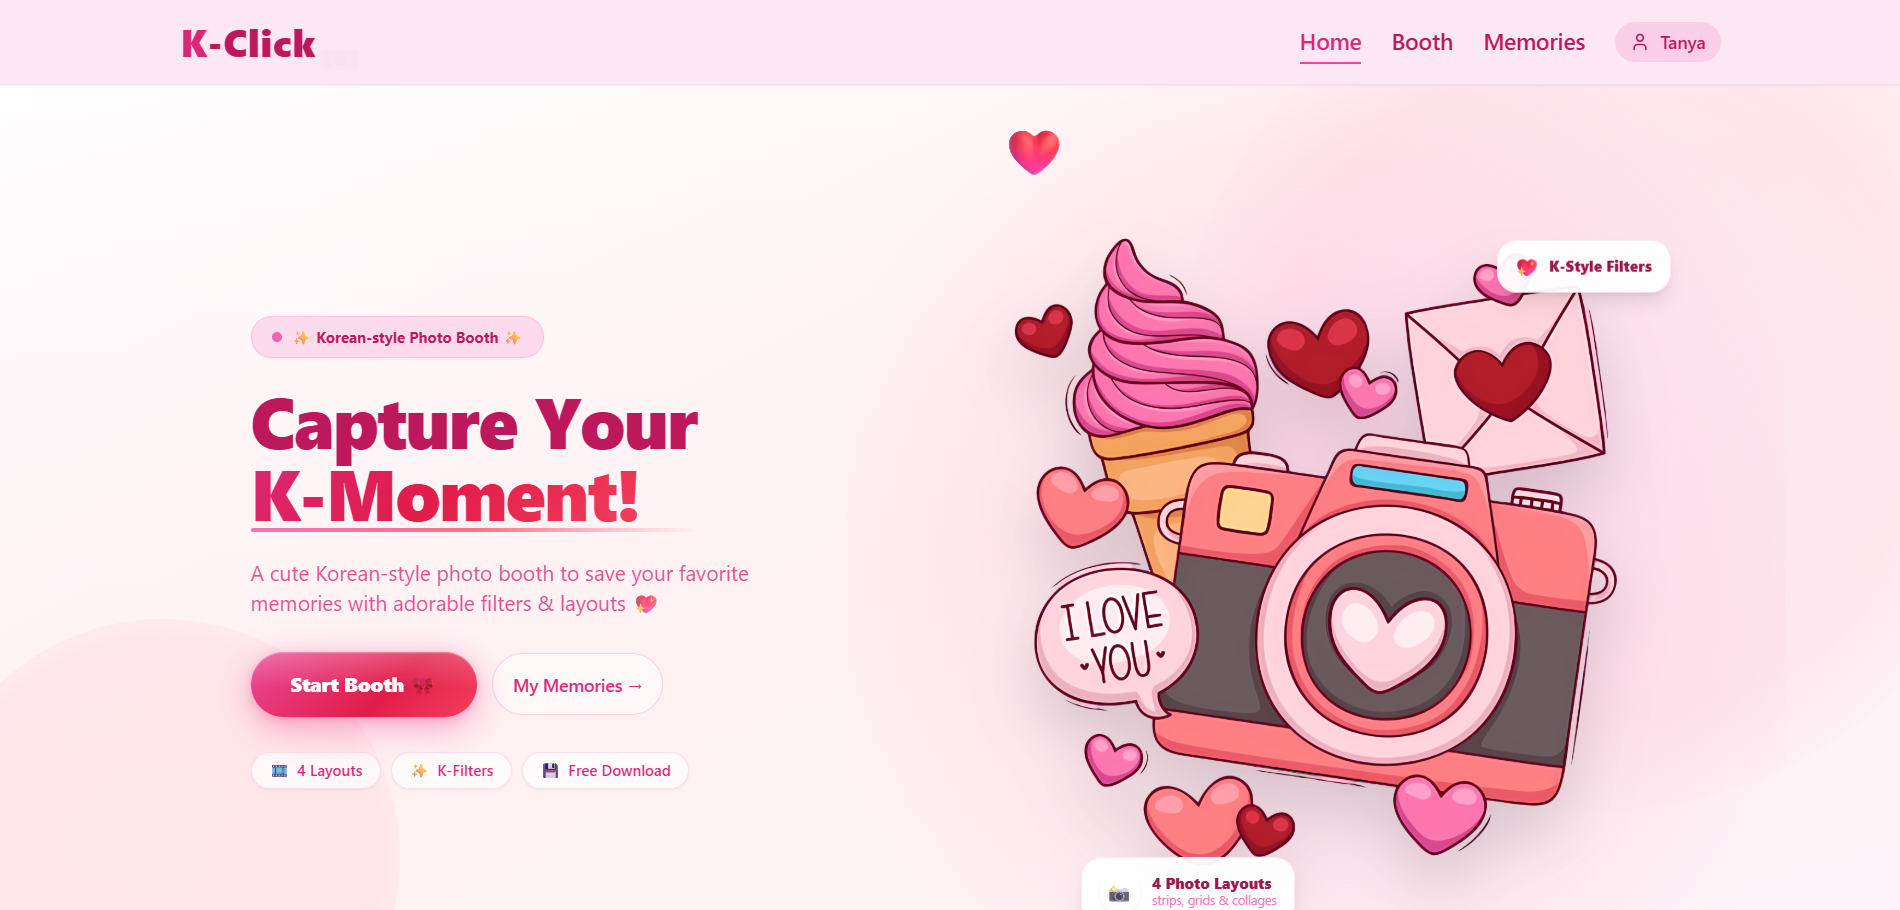 K-Click
Home
Booth
Memories
Tanya
✨ Korean-style Photo Booth ✨
Capture Your
K-Moment!
A cute Korean-style photo booth to save your favorite
memories with adorable filters & layouts 💖
Start Booth 🎀
My Memories →
🎞️ 4 Layouts
✨ K-Filters
💾 Free Download
💖 K-Style Filters
I LOVE
YOU
📸 4 Photo Layouts
strips, grids & collages